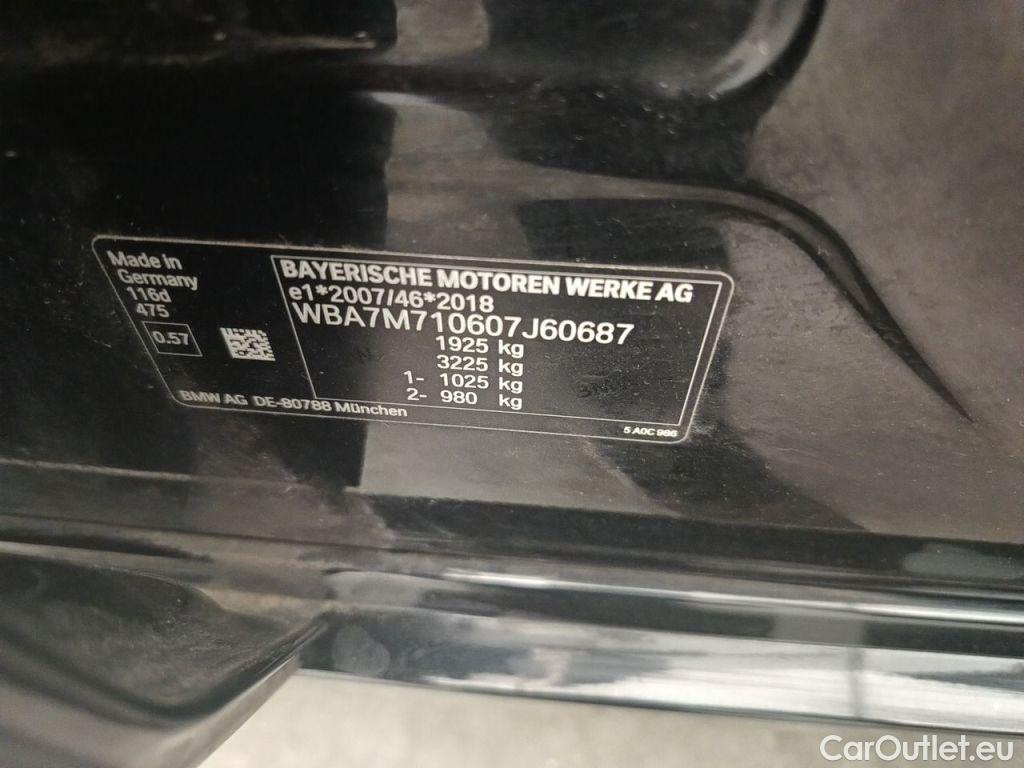 Made in
Germany
116d
475
0.57
BAYERISCHE MOTOREN WERKE AG
e1*2007/46*2018
WBA7M710607J60687
1925 kg
3225 kg
1- 1025 kg
2- 980 kg
BMW AG DE-80788 München
5 A0C 986
CarOutlet.eu